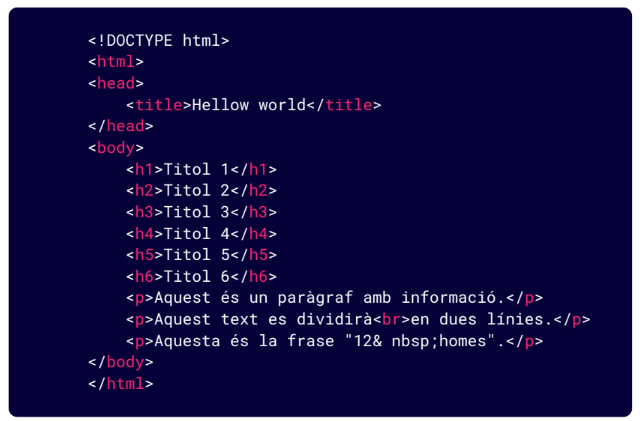 <!DOCTYPE html>
<html>
<head>
<title>Hellow world</title>
</head>
<body>
<h1>Titol 1</h1>
<h2>Titol 2</h2>
<h3>Titol 3</h3>
<h4>Titol 4</h4>
<h5>Titol 5</h5>
<h6>Titol 6</h6>
<p>Aquest és un paràgraf amb informació.</p>
<p>Aquest text es dividirà<br>en dues línies.</p>
<p>Aquesta és la frase "12& nbsp;homes".</p>
</body>
</html>